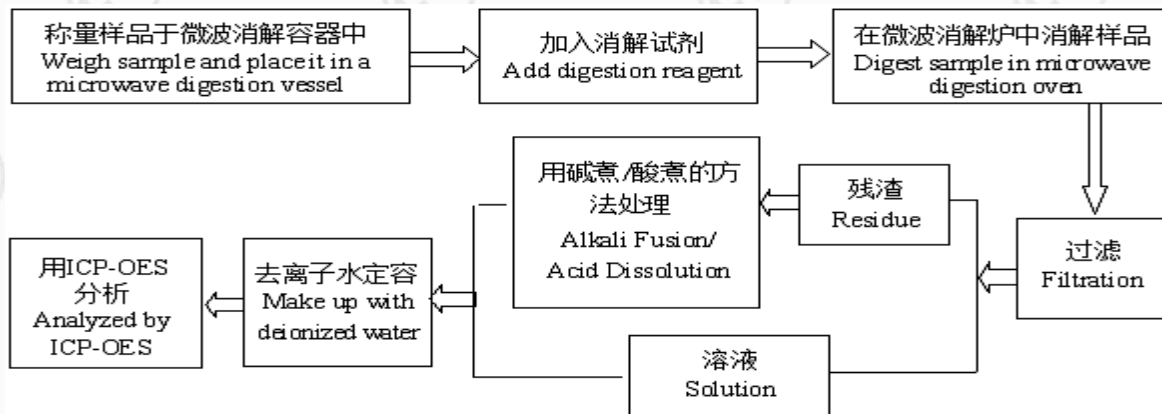 称量样品于微波消解容器中
Weigh sample and place it in a
microwave digestion vessel
加入消解试剂
Add digestion reagent
在微波消解炉中消解样品
Digest sample in microwave
digestion oven
过滤
Filtration
残渣
Residue
用碱煮/酸煮的方
法处理
Alkali Fusion/
Acid Dissolution
溶液
Solution
去离子水定容
Make up with
deionized water
用ICP-OES
分析
Analyzed by
ICP-OES